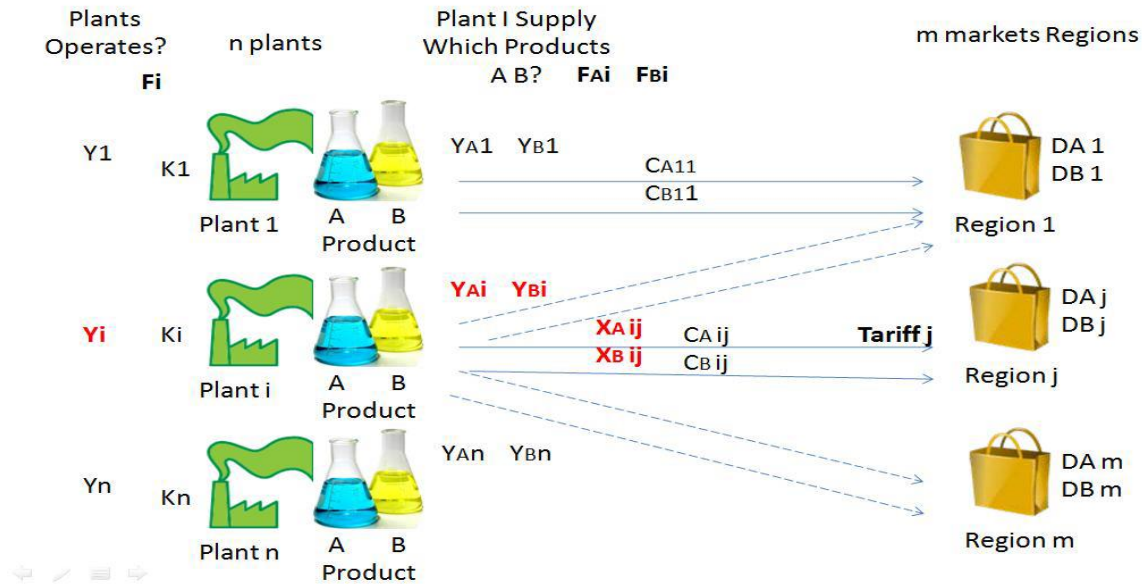 Plants
Operates?
n plants
Plant I Supply
Which Products
A B? FAi FBi
m markets Regions
Fi
Y1
K1
Plant 1
A B
Product
YA1 YB1
CA11
CB11
DA 1
DB 1
Region 1
Yi
Ki
Plant i
A B
Product
YAi YBi
XA ij
XB ij
CA ij
CB ij
Tariff j
DA j
DB j
Region j
Yn
Kn
Plant n
A B
Product
YAn YBn
DA m
DB m
Region m